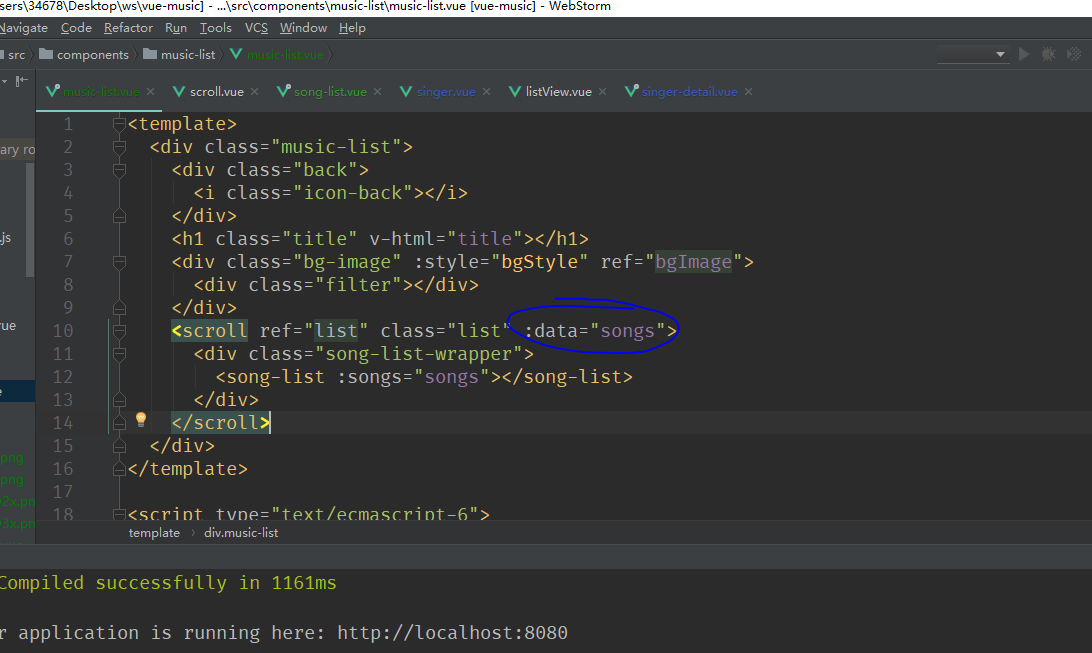 sers\34678\Desktop\ws\vue-music] - ...\src\components\music-list\music-list.vue [vue-music] - WebStorm
Navigate Code Refactor Run Tools VCS Window Help
src components music-list music-list.vue
music-list.vue scroll.vue song-list.vue singer.vue listView.vue singer-detail.vue
1 <template>
2 <div class="music-list">
ary ro
3 <div class="back">
4 <i class="icon-back"></i>
5 </div>
.js
6 <h1 class="title" v-html="title"></h1>
7 <div class="bg-image" :style="bgStyle" ref="bgImage">
8 <div class="filter"></div>
9 </div>
vue
10 <scroll ref="list" class="list" :data="songs">
11 <div class="song-list-wrapper">
12 <song-list :songs="songs"></song-list>
e
13 </div>
14 </scroll>
15 </div>
png
16 </template>
png
17
2x.pn
18 <script type="text/ecmascript-6">
3x.pn
template div.music-list
Compiled successfully in 1161ms
r application is running here: http://localhost:8080